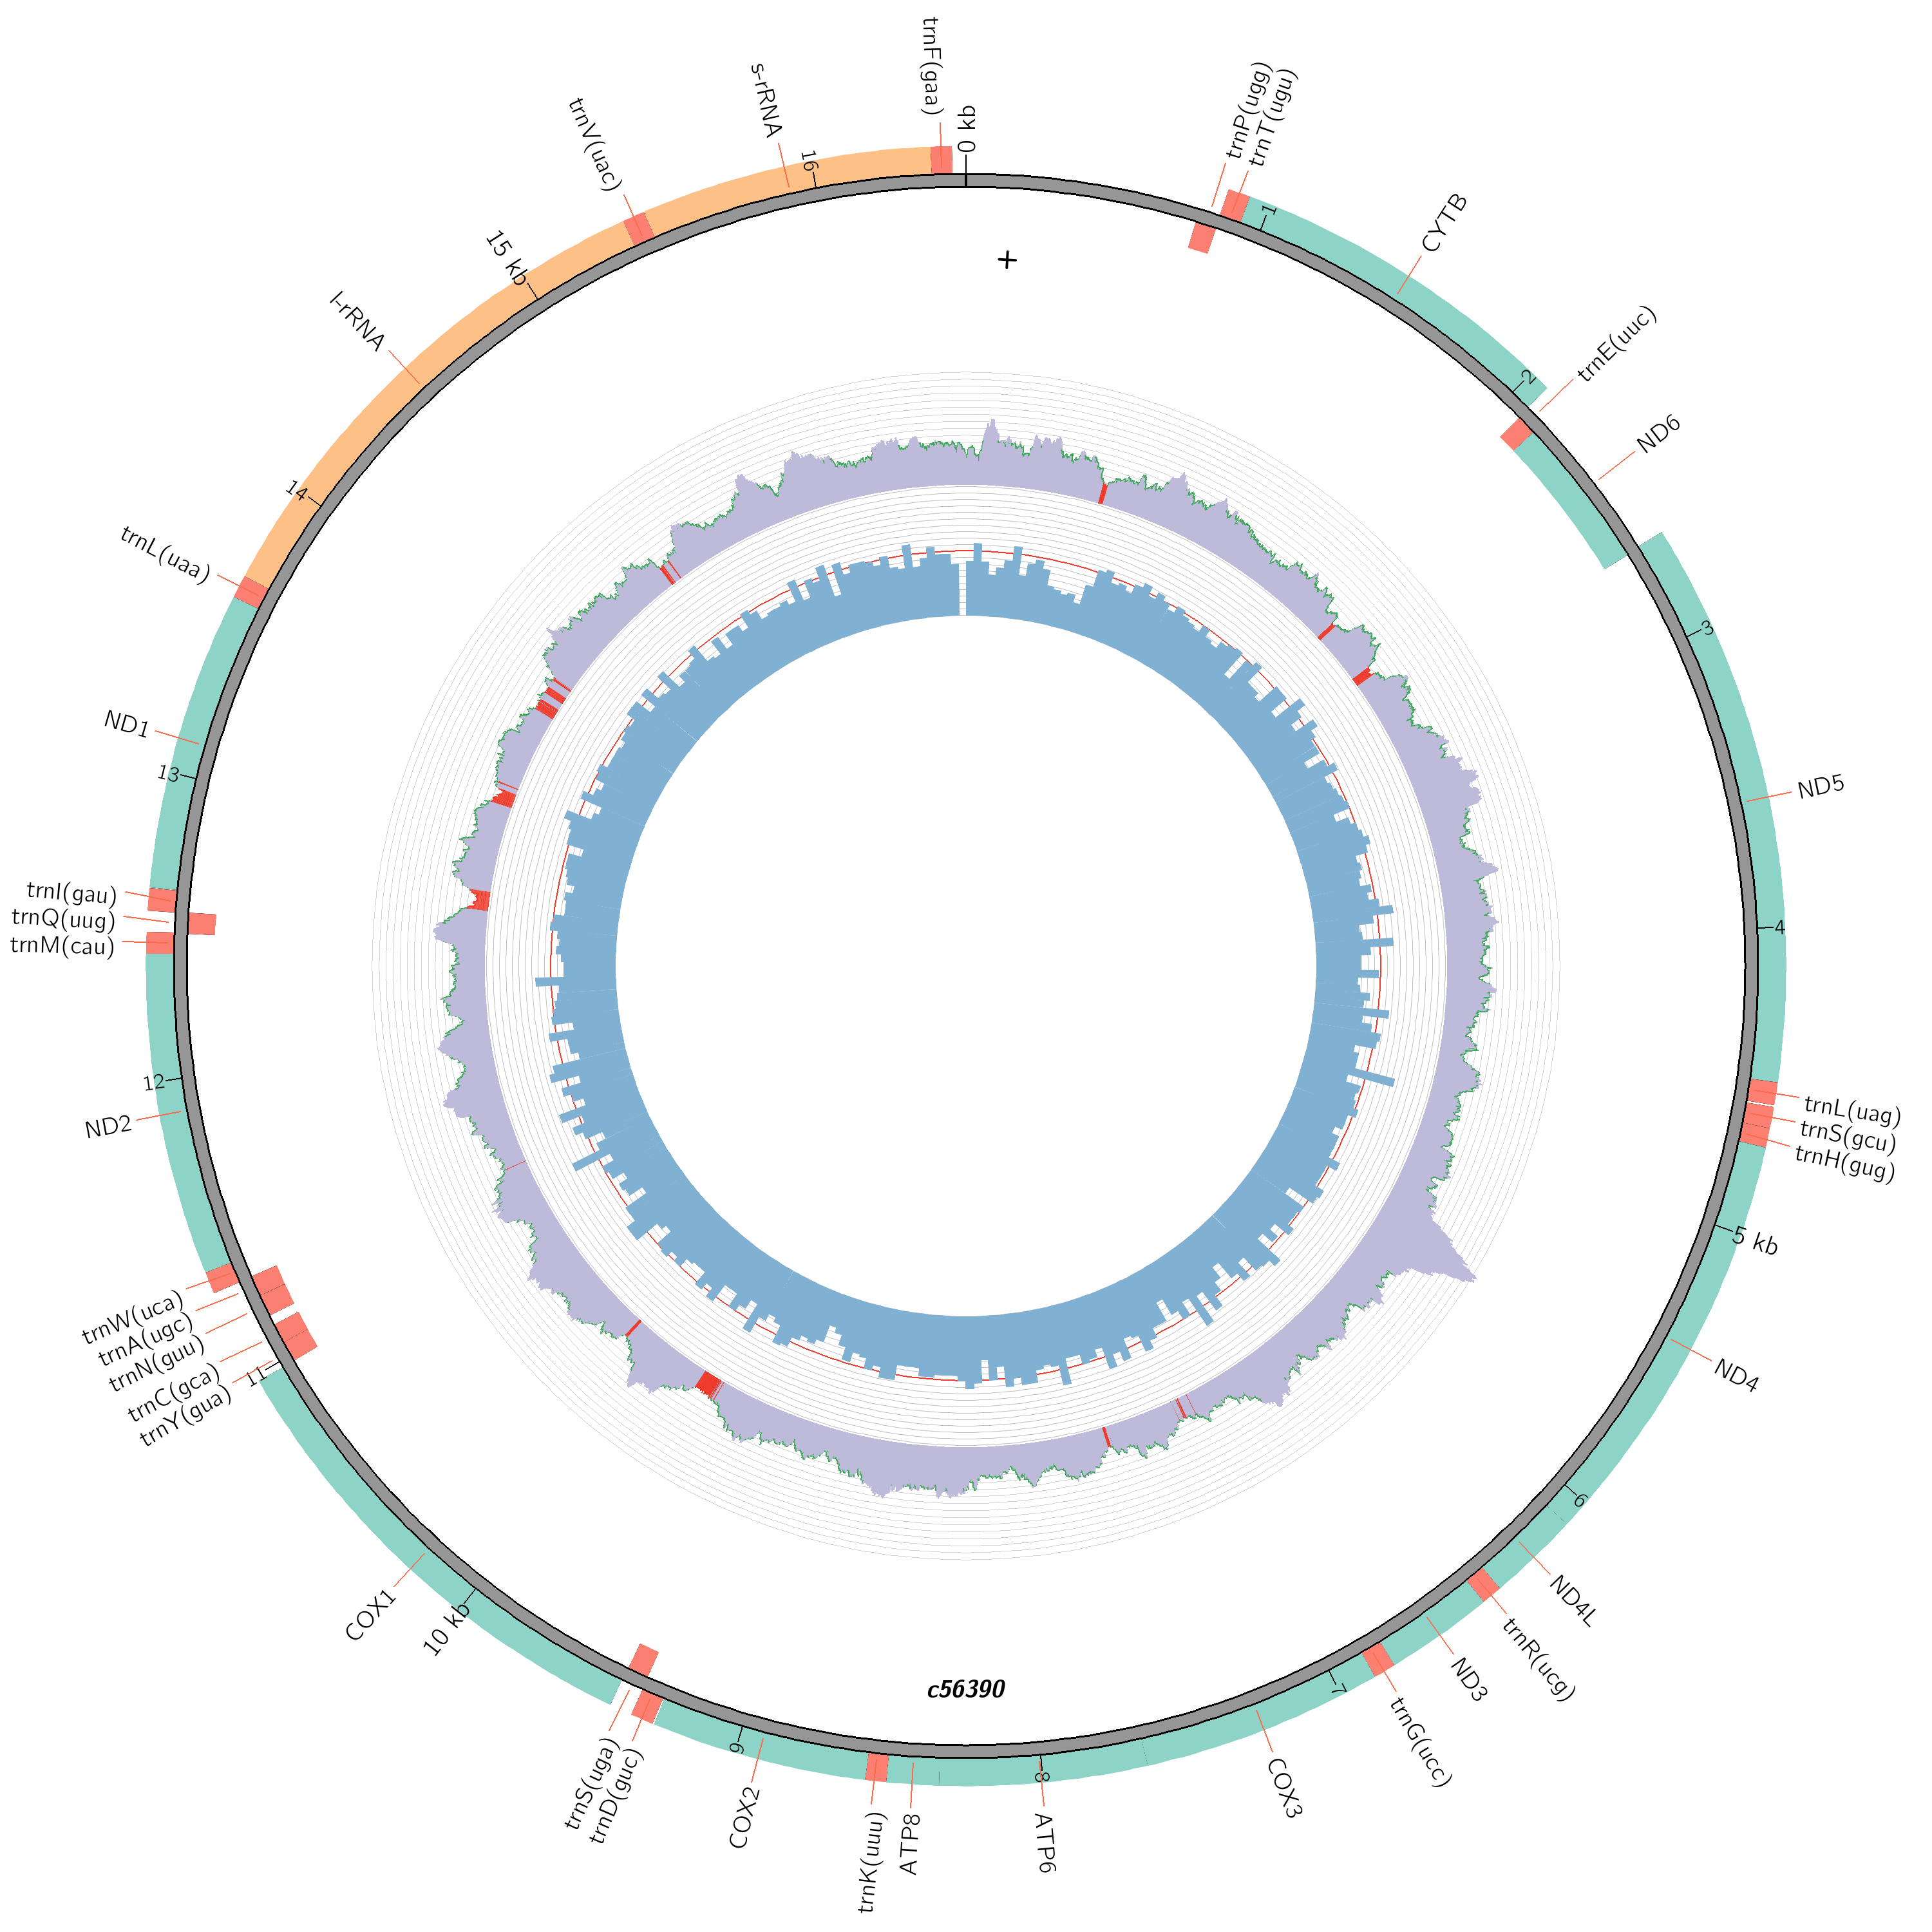 0 kb
trnP(ugg)
trnT(ugu)
1
CYTB
2
trnE(uuc)
ND6
3
ND5
4
trnL(uag)
trnS(gcu)
trnH(gug)
5 kb
ND4
6
ND4L
trnR(ucg)
ND3
trnG(ucc)
7
COX3
8
ATP6
ATP8
trnK(uuu)
COX2
9
trnD(guc)
trnS(uga)
10 kb
COX1
11
trnY(gua)
trnC(gca)
trnN(guu)
trnA(ugc)
trnW(uca)
ND2
12
trnM(cau)
trnQ(uug)
trnI(gau)
13
ND1
trnL(uaa)
14
l-rRNA
15 kb
trnV(uac)
s-rRNA
16
trnF(gaa)
+
c56390